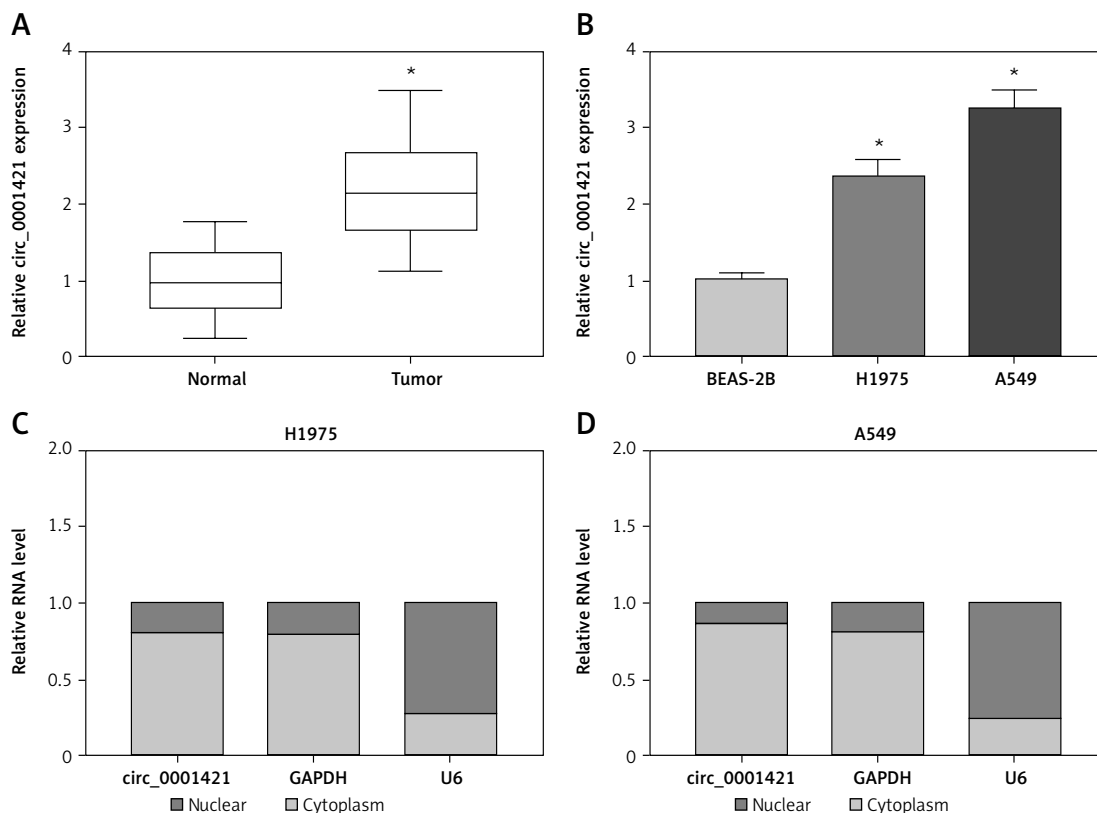 A
Relative circ_0001421 expression
4
3
2
1
0
*
Normal Tumor
B
Relative circ_0001421 expression
4
3
2
1
0
*
*
BEAS-2B H1975 A549
C
H1975
Relative RNA level
2.0
1.5
1.0
0.5
0
circ_0001421 GAPDH U6
Nuclear Cytoplasm
D
A549
Relative RNA level
2.0
1.5
1.0
0.5
0
circ_0001421 GAPDH U6
Nuclear Cytoplasm